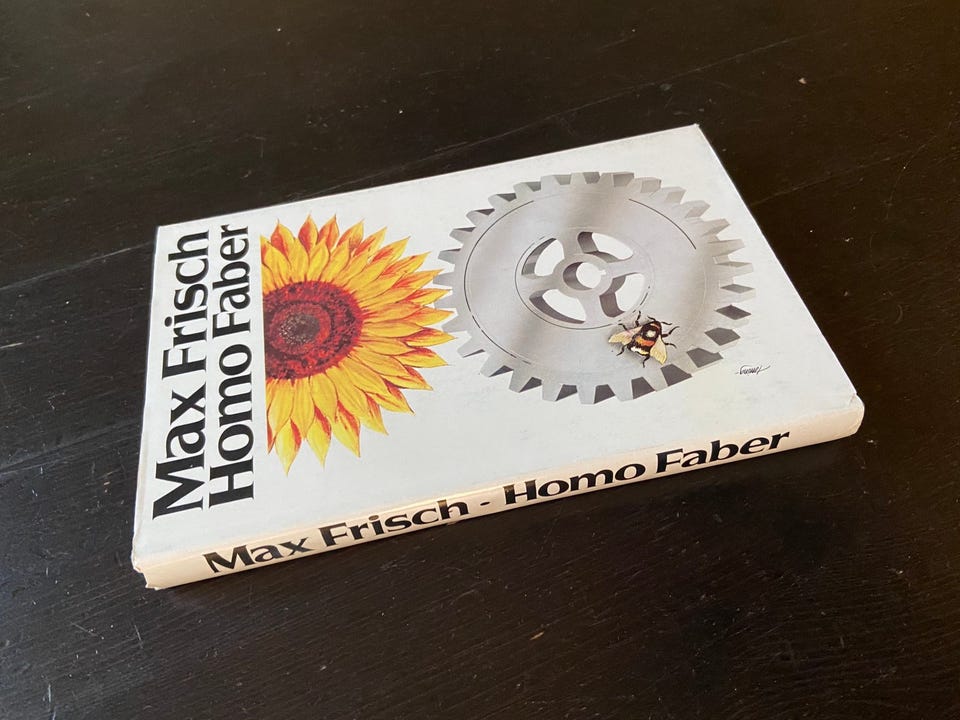 Max Frisch
Homo Faber
Max Frisch · Homo Faber